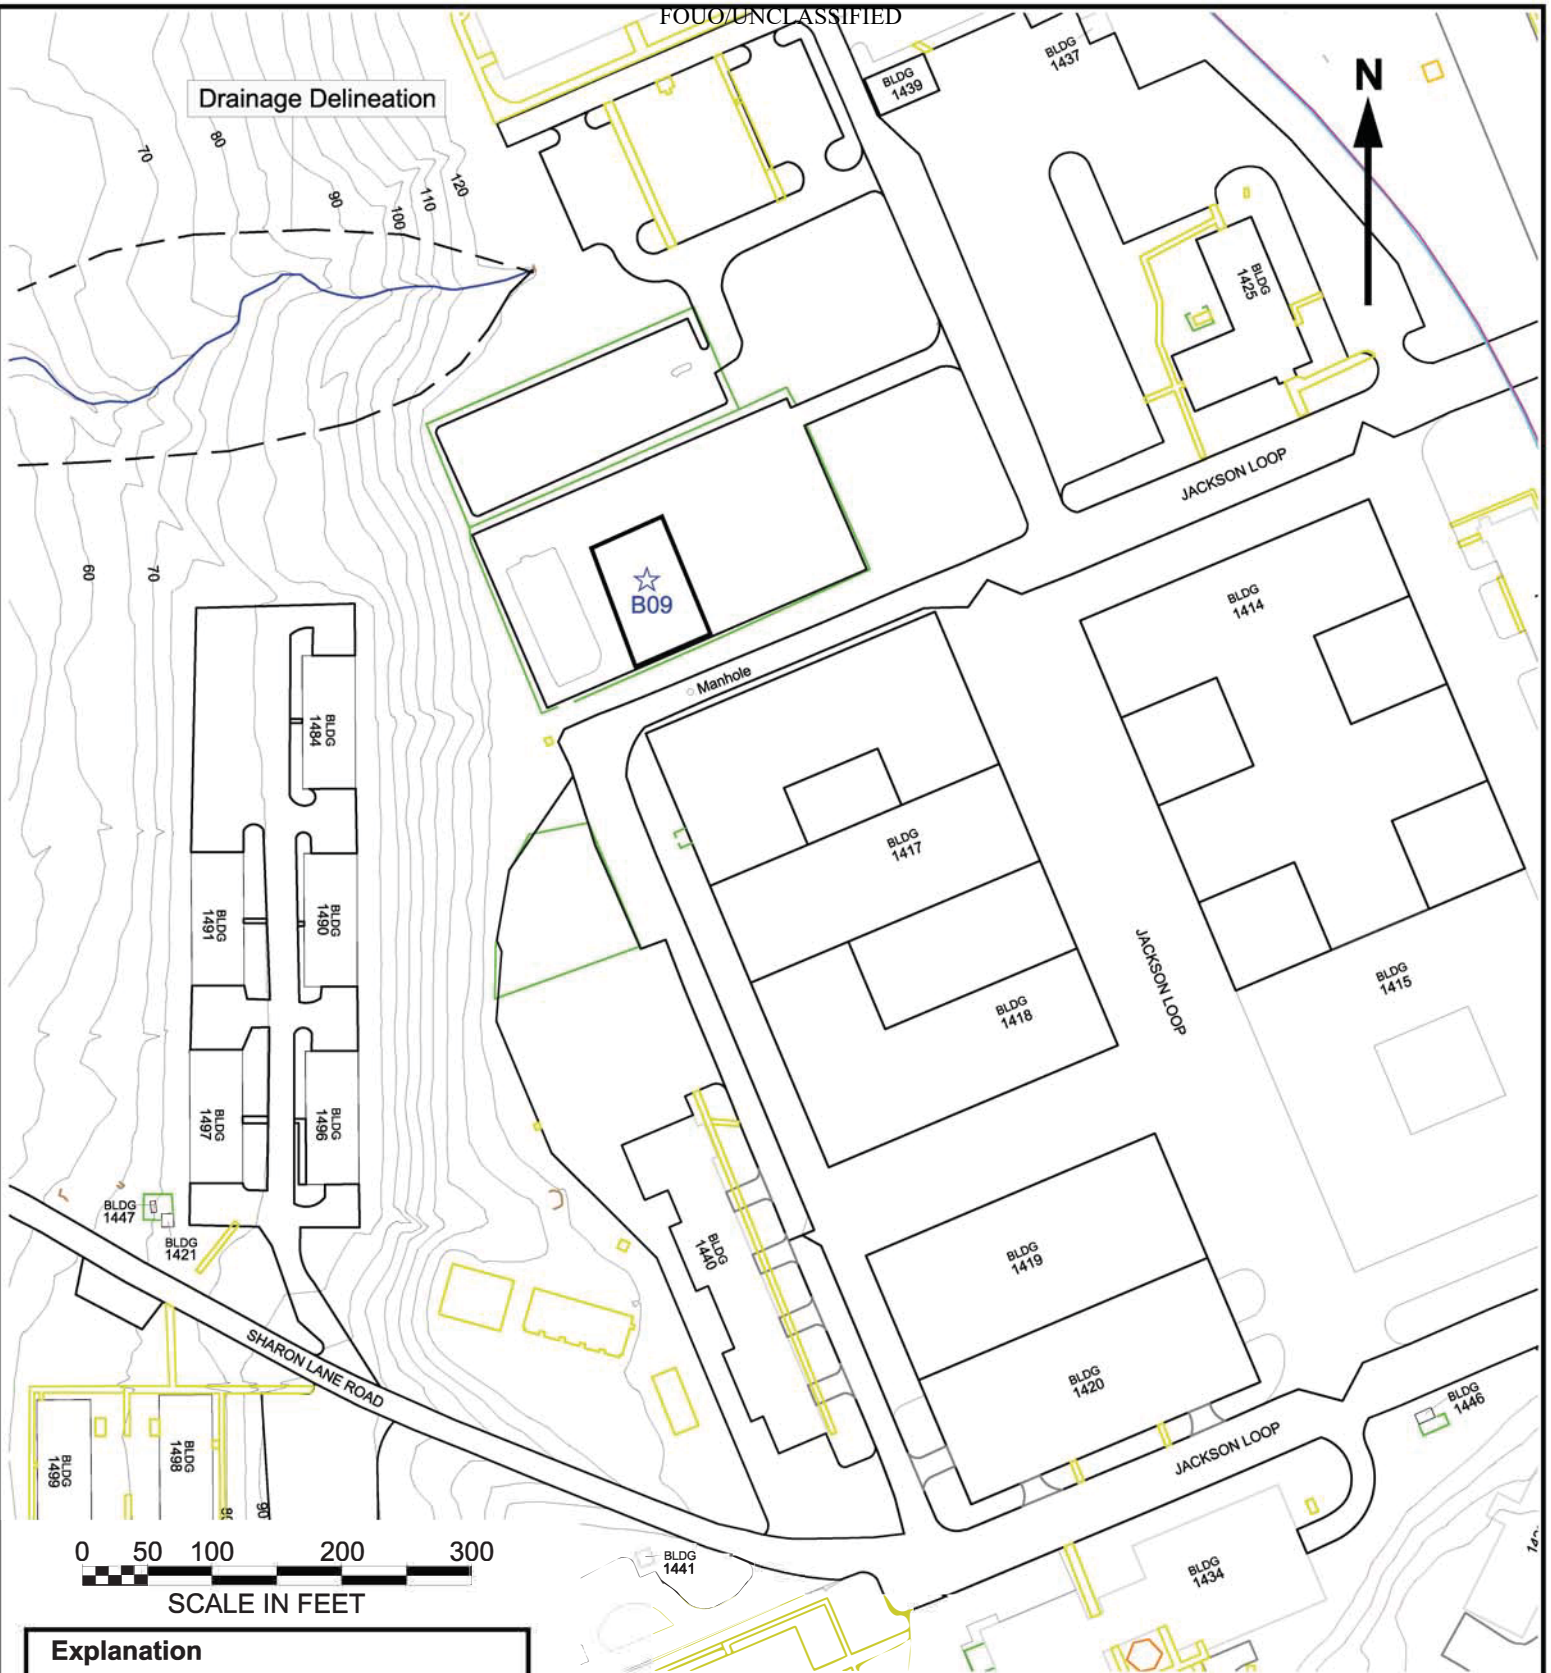 FOUO/UNCLASSIFIED
Drainage Delineation
N
BLDG
1437
BLDG
1439
70
80
90
100
110
120
BLDG
1425
JACKSON LOOP
60
70
B09
Manhole
BLDG
1414
BLDG
1484
BLDG
1417
BLDG
1491
BLDG
1490
JACKSON LOOP
BLDG
1415
BLDG
1418
BLDG
1497
BLDG
1496
BLDG
1447
BLDG
1421
BLDG
1440
BLDG
1419
SHARON LANE ROAD
BLDG
1420
BLDG
1446
JACKSON LOOP
BLDG
1499
BLDG
1498
90
0 50 100 200 300
SCALE IN FEET
BLDG
1441
BLDG
1434
Explanation